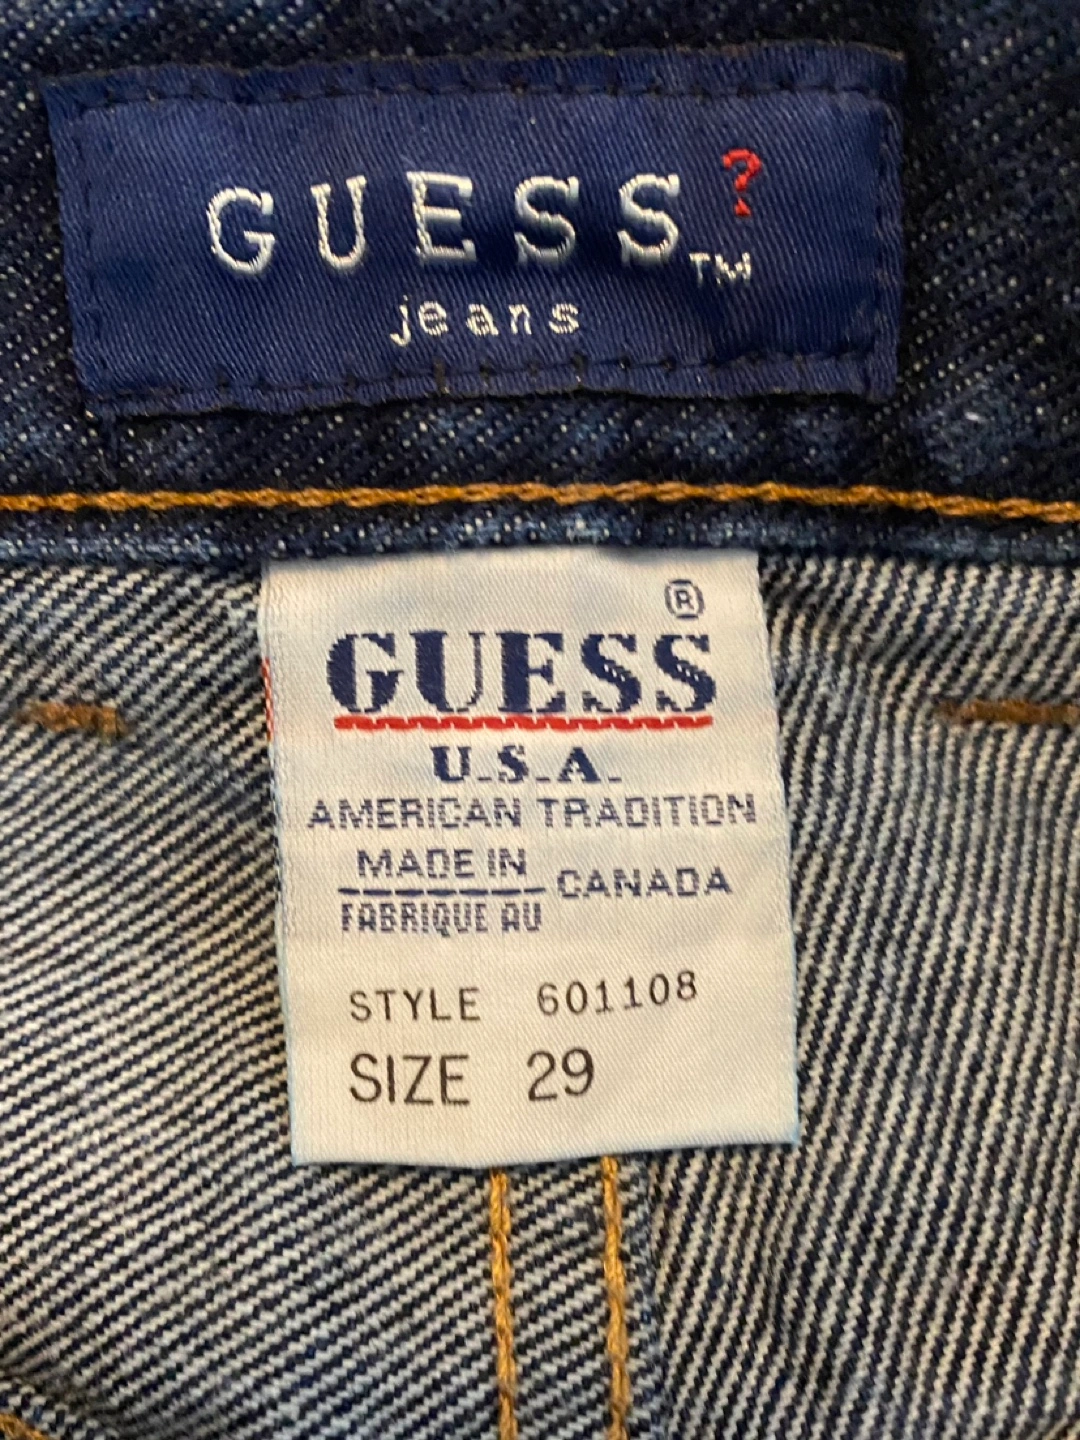 GUESS?™
jeans
®
GUESS
U.S.A.
AMERICAN TRADITION
MADE IN
CANADA
FABRIQUE AU
STYLE 601108
SIZE 29